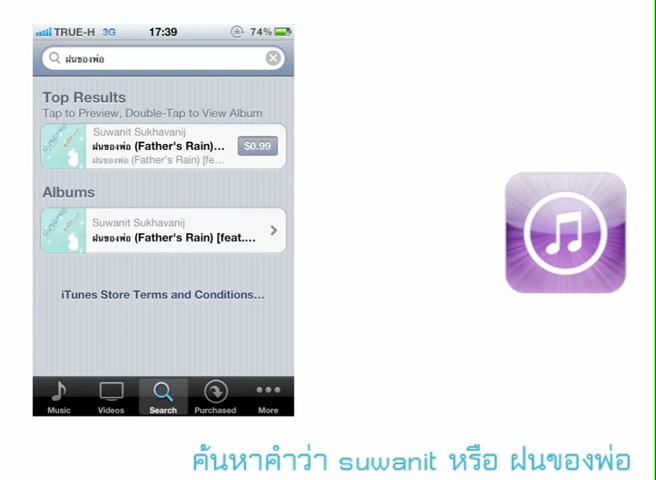 TRUE-H 3G 17:39 74%
ฝนของพ่อ
Top Results
Tap to Preview, Double-Tap to View Album
Suwanit Sukhavanij
ฝนของพ่อ (Father's Rain)... $0.99
ฝนของพ่อ (Father's Rain) [fe...
Albums
Suwanit Sukhavanij
ฝนของพ่อ (Father's Rain) [feat....
iTunes Store Terms and Conditions...
Music Videos Search Purchased More
ค้นหาคำว่า suwanit หรือ ฝนของพ่อ